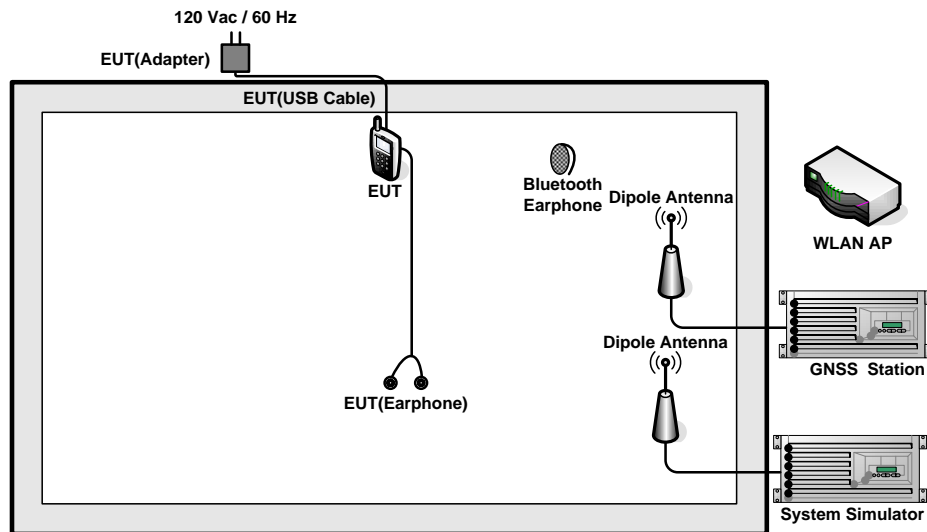 120 Vac / 60 Hz
EUT(Adapter)
EUT(USB Cable)
EUT
Bluetooth
Earphone
Dipole Antenna
WLAN AP
GNSS Station
Dipole Antenna
EUT(Earphone)
System Simulator